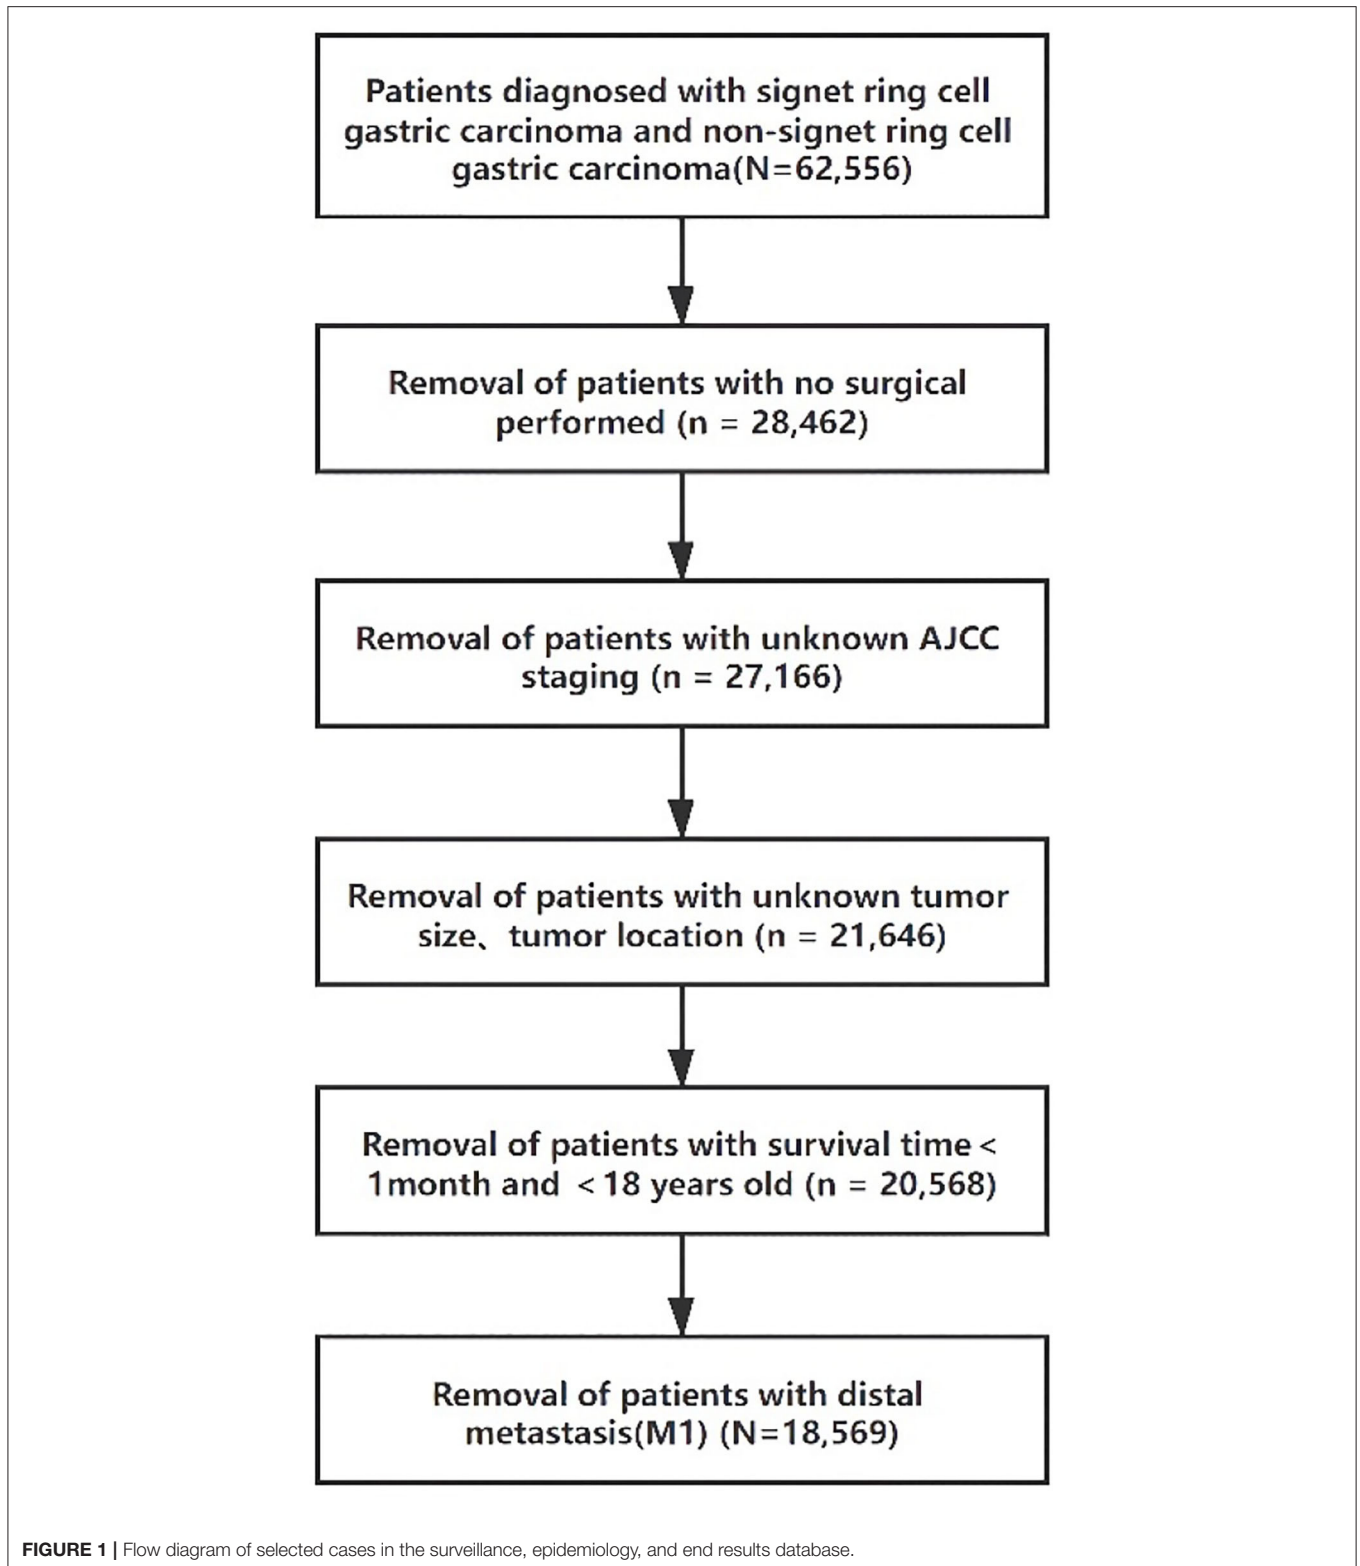 Patients diagnosed with signet ring cell
gastric carcinoma and non-signet ring cell
gastric carcinoma(N=62,556)
Removal of patients with no surgical
performed (n = 28,462)
Removal of patients with unknown AJCC
staging (n = 27,166)
Removal of patients with unknown tumor
size、tumor location (n = 21,646)
Removal of patients with survival time <
1month and < 18 years old (n = 20,568)
Removal of patients with distal
metastasis(M1) (N=18,569)
FIGURE 1 | Flow diagram of selected cases in the surveillance, epidemiology, and end results database.